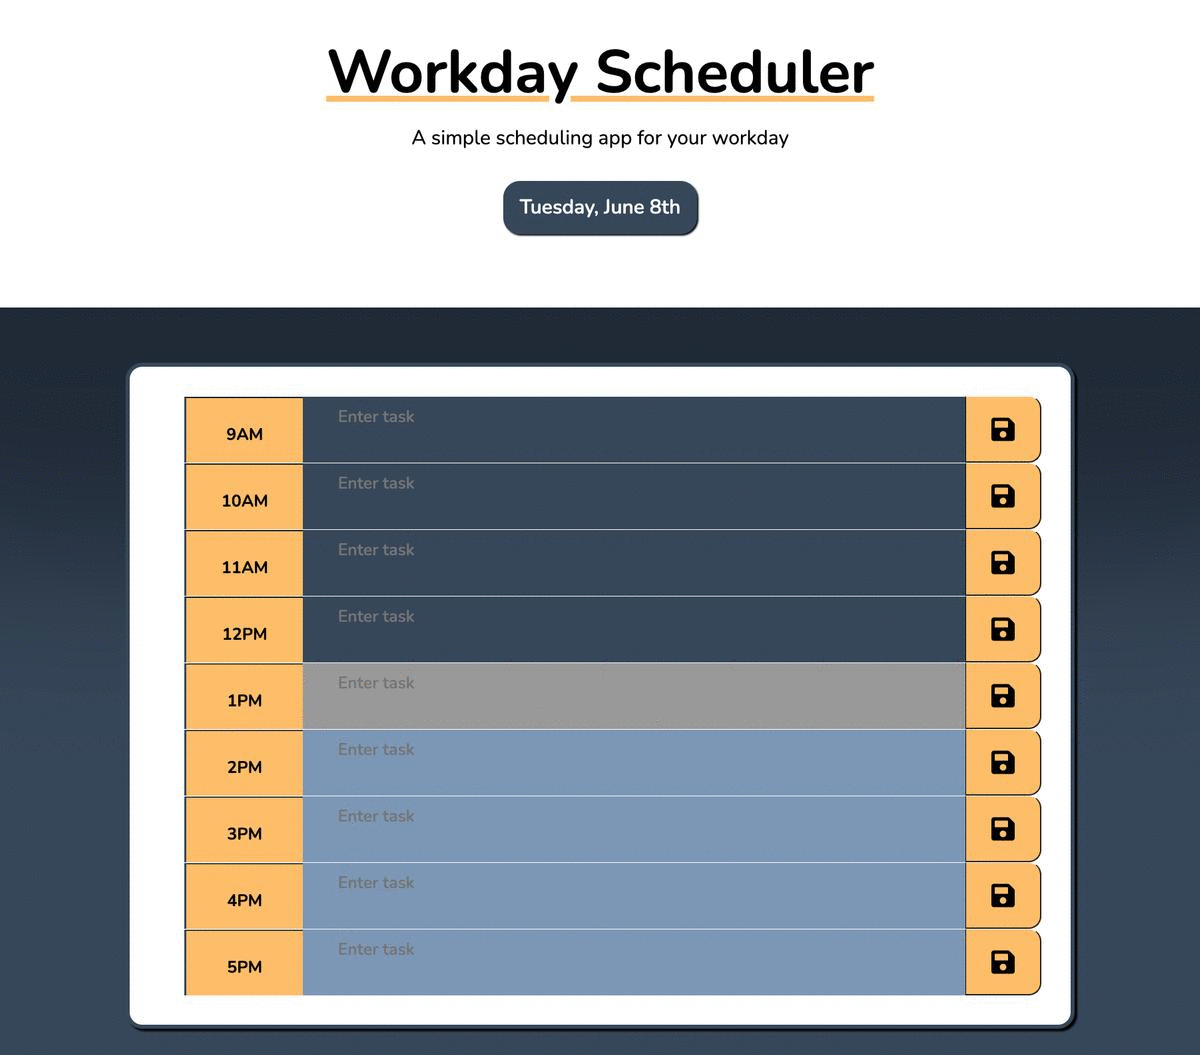 Workday Scheduler
A simple scheduling app for your workday
Tuesday, June 8th
9AM Enter task
10AM Enter task
11AM Enter task
12PM Enter task
1PM Enter task
2PM Enter task
3PM Enter task
4PM Enter task
5PM Enter task